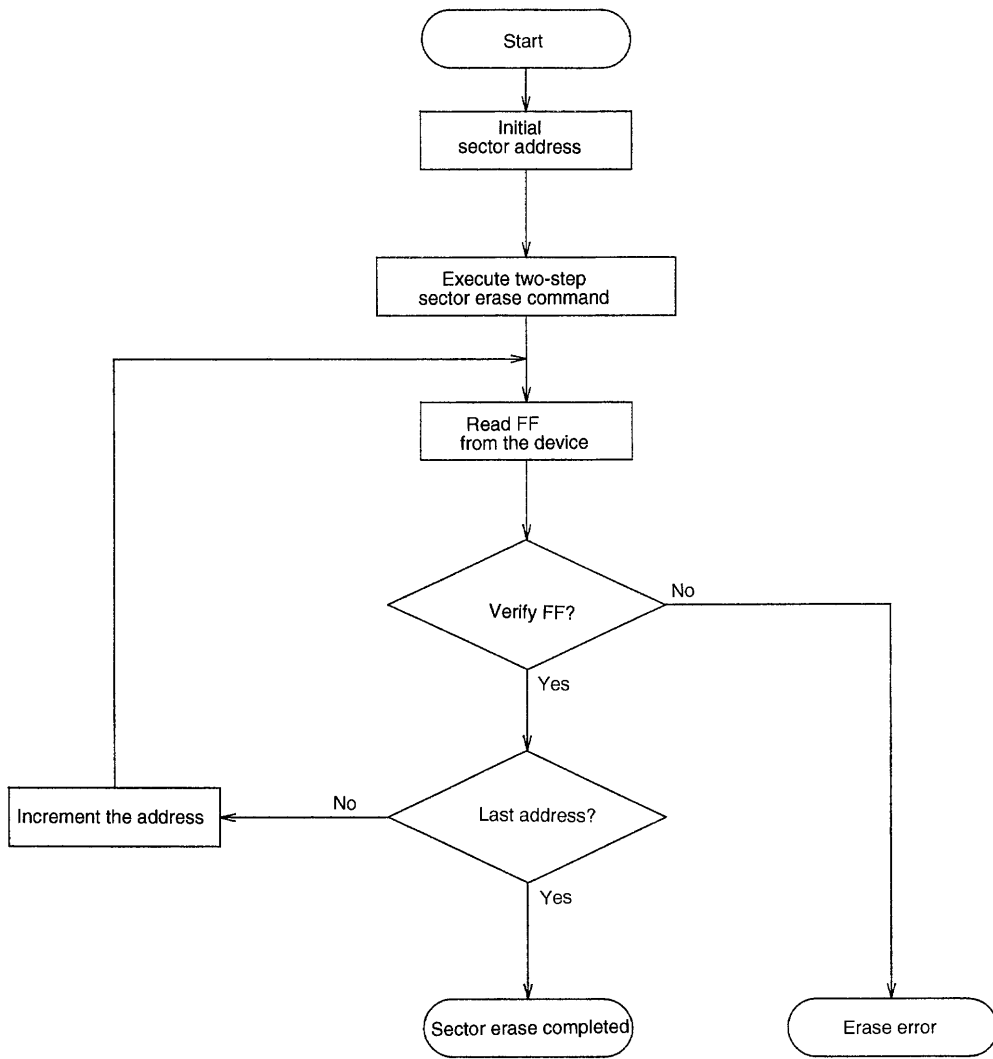 Start
Initial
sector address
Execute two-step
sector erase command
Read FF
from the device
Verify FF?
No
Yes
Last address?
No
Increment the address
Yes
Sector erase completed
Erase error